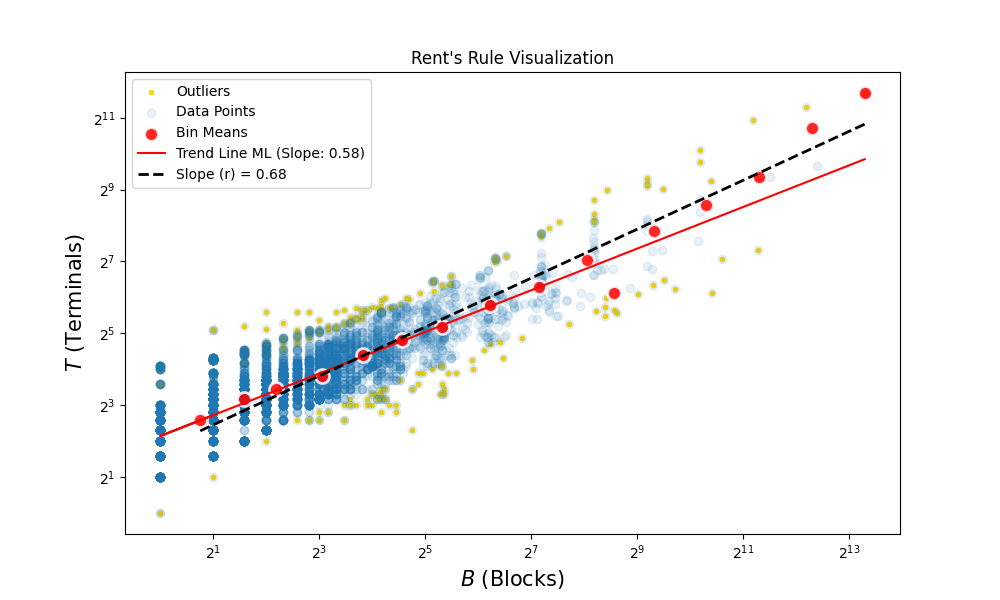 Rent's Rule Visualization
Outliers
Data Points
Bin Means
Trend Line ML (Slope: 0.58)
Slope (r) = 0.68
T (Terminals)
2^11
2^9
2^7
2^5
2^3
2^1
2^1 2^3 2^5 2^7 2^9 2^11 2^13
B (Blocks)